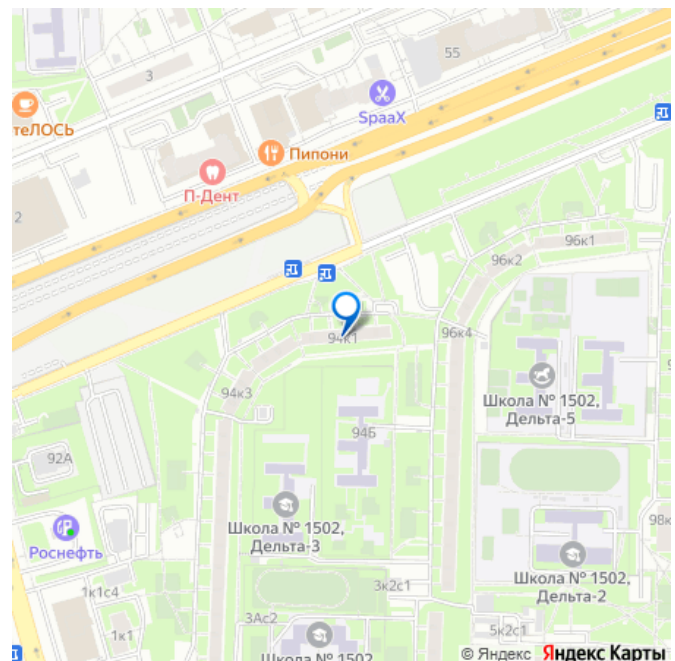 3
55
SpaaX
теЛОСЬ
Пипони
П-Дент
2
96к1
96к2
94к1
96к4
94к3
Школа № 1502,
Дельта-5
94Б
92А
Школа № 1502,
Дельта-3
Роснефть
98к
Школа № 1502,
Дельта-2
3к2с1
1к1с4
3Ас2
5к2с1
1к1
Школа № 1502
© Яндекс Яндекс Карты